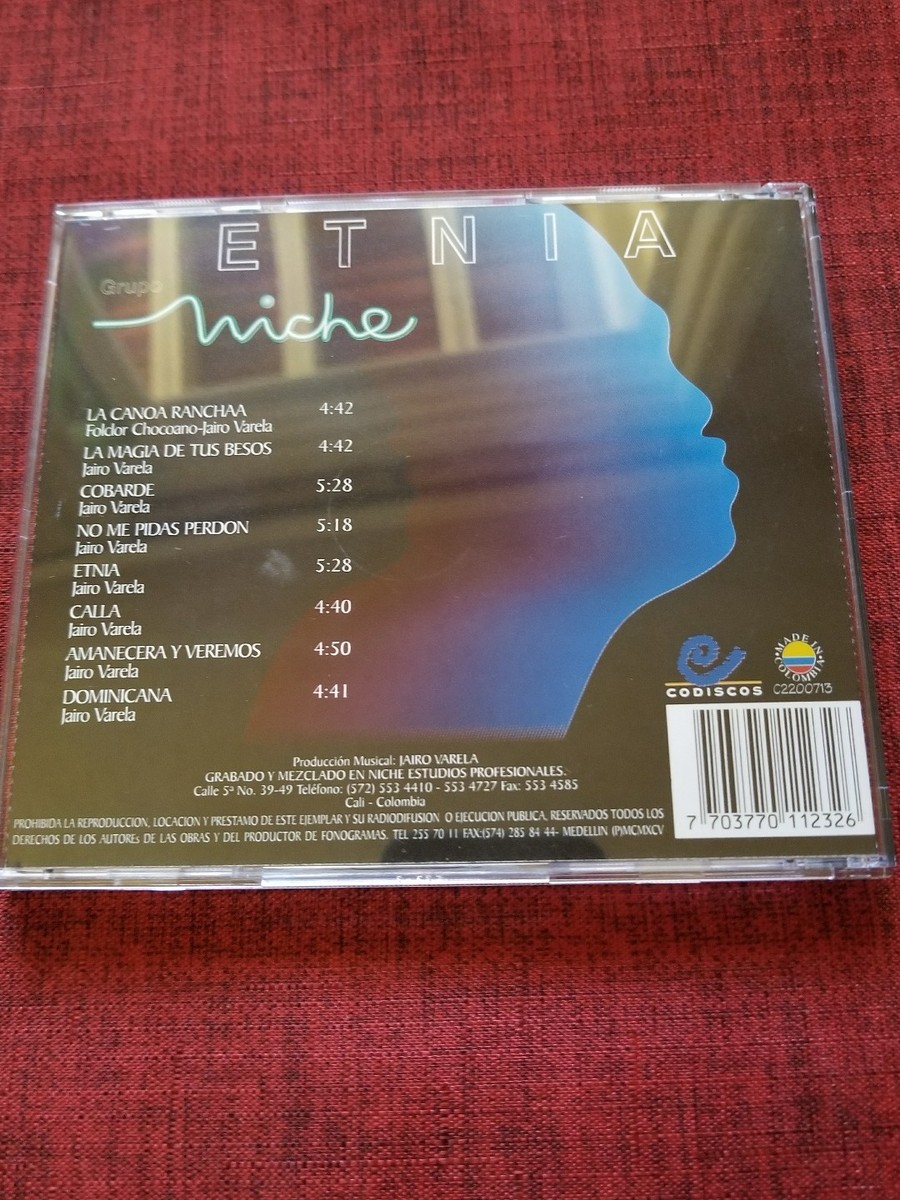 ETNIA
Grupo
niche
LA CANOA RANCHAA 4:42
Folclor Chocoano-Jairo Varela
LA MAGIA DE TUS BESOS 4:42
Jairo Varela
COBARDE 5:28
Jairo Varela
NO ME PIDAS PERDON 5:18
Jairo Varela
ETNIA 5:28
Jairo Varela
CALLA 4:40
Jairo Varela
AMANECERA Y VEREMOS 4:50
Jairo Varela
DOMINICANA 4:41
Jairo Varela
CODISCOS
MADE IN COLOMBIA
C2200713
Producción Musical: JAIRO VARELA
GRABADO Y MEZCLADO EN NICHE ESTUDIOS PROFESIONALES.
Calle 5ª No. 39-49 Teléfono: (572) 553 4410 - 553 4727 Fax: 553 4585
Cali - Colombia
PROHIBIDA LA REPRODUCCION, LOCACION Y PRESTAMO DE ESTE EJEMPLAR Y SU RADIODIFUSION O EJECUCION PUBLICA. RESERVADOS TODOS LOS
DERECHOS DE LOS AUTOREs DE LAS OBRAS Y DEL PRODUCTOR DE FONOGRAMAS. TEL 255 70 11 FAX:(574) 285 84 44- MEDELLIN (P)MCMXCV
7 703770 112326